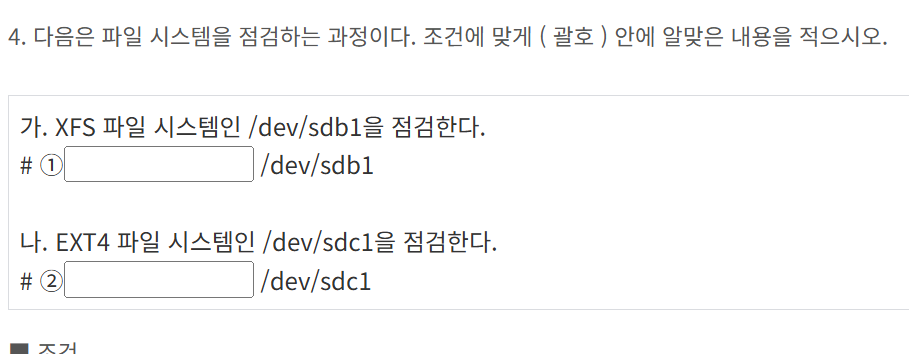 4. 다음은 파일 시스템을 점검하는 과정이다. 조건에 맞게 ( 괄호 ) 안에 알맞은 내용을 적으시오.
가. XFS 파일 시스템인 /dev/sdb1을 점검한다.
# ① /dev/sdb1
나. EXT4 파일 시스템인 /dev/sdc1을 점검한다.
# ② /dev/sdc1
■ 조건